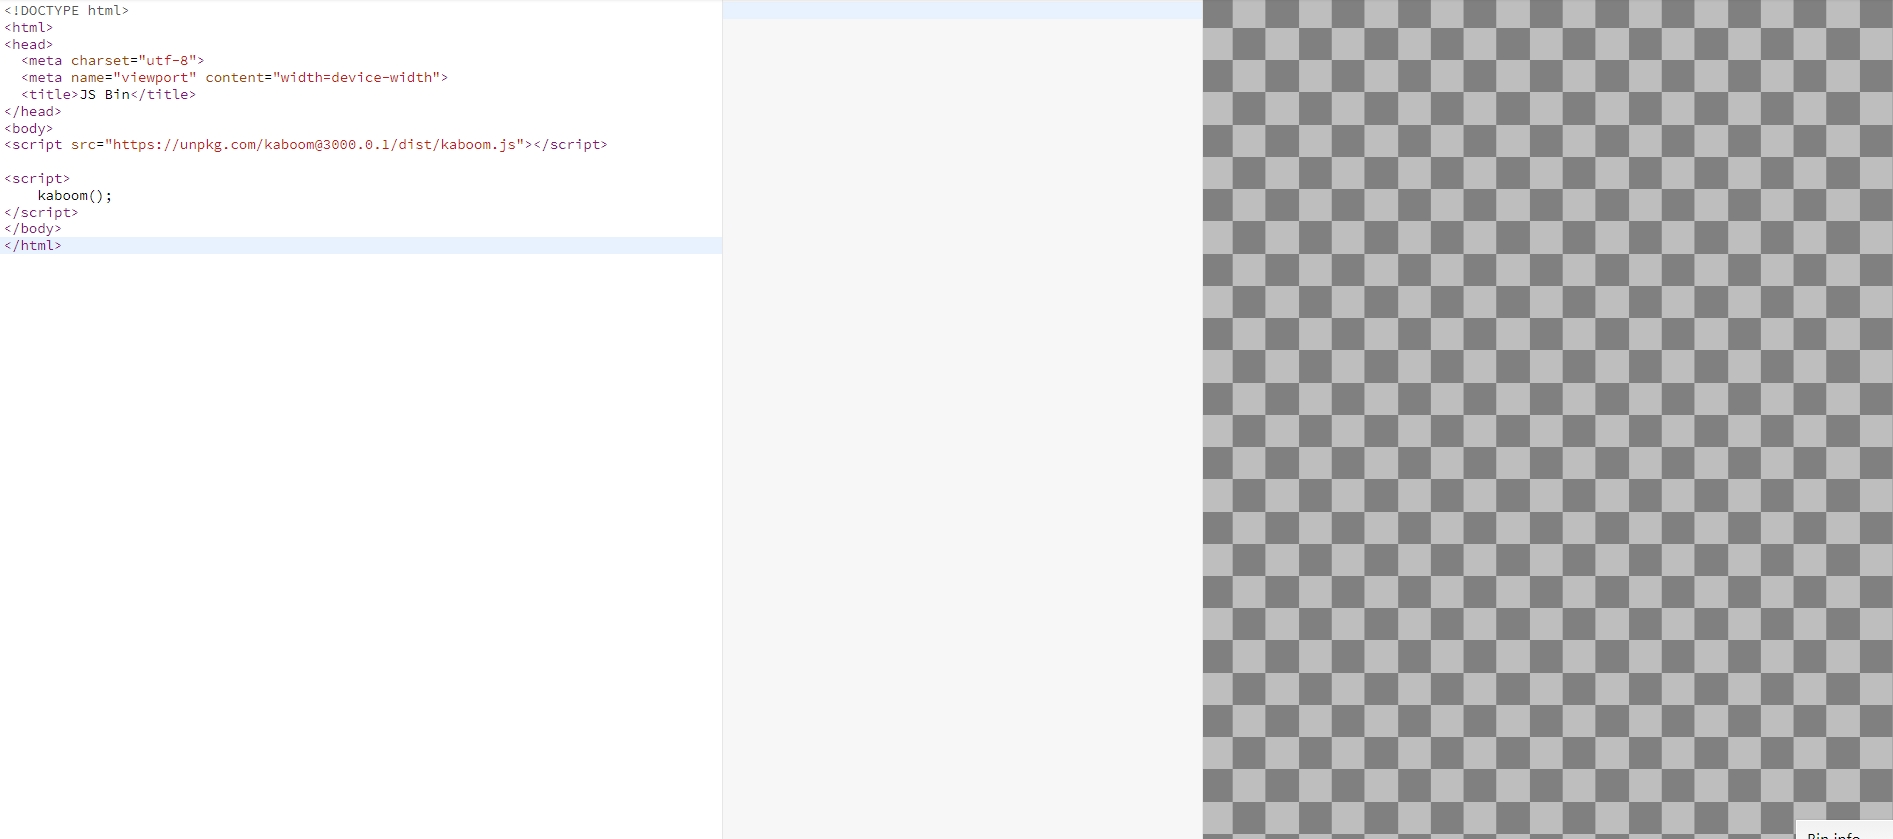 <!DOCTYPE html>
<html>
<head>
  <meta charset="utf-8">
  <meta name="viewport" content="width=device-width">
  <title>JS Bin</title>
</head>
<body>
<script src="https://unpkg.com/kaboom@3000.0.1/dist/kaboom.js"></script>

<script>
    kaboom();
</script>
</body>
</html>
Bin info